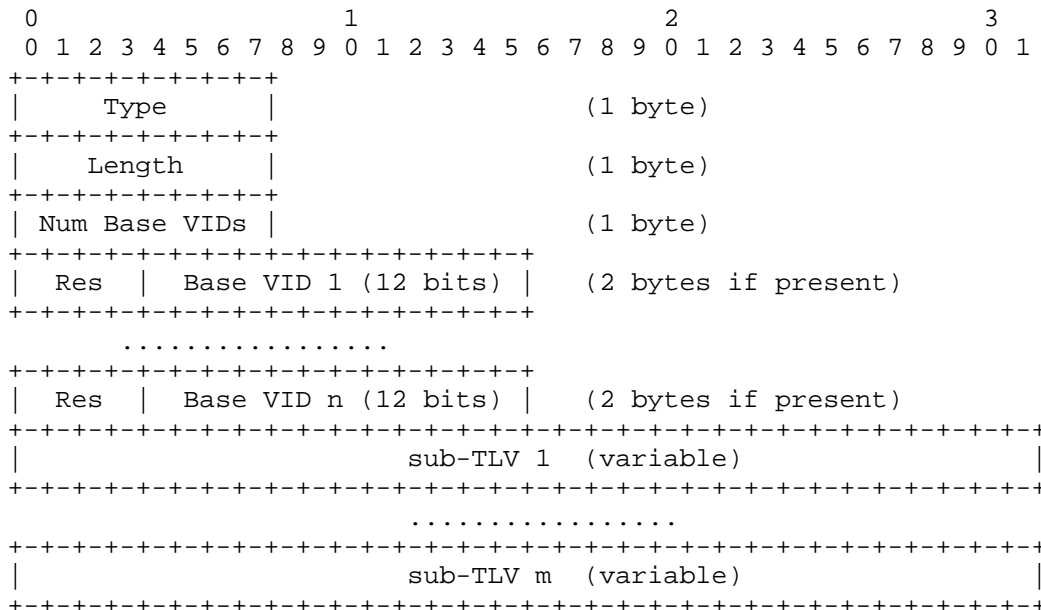 0                   1                   2                   3
 0 1 2 3 4 5 6 7 8 9 0 1 2 3 4 5 6 7 8 9 0 1 2 3 4 5 6 7 8 9 0 1
+-+-+-+-+-+-+-+-+
|     Type      |                   (1 byte)
+-+-+-+-+-+-+-+-+
|    Length     |                   (1 byte)
+-+-+-+-+-+-+-+-+
| Num Base VIDs |                   (1 byte)
+-+-+-+-+-+-+-+-+-+-+-+-+-+-+-+-+
|  Res  |  Base VID 1 (12 bits) |   (2 bytes if present)
+-+-+-+-+-+-+-+-+-+-+-+-+-+-+-+-+
       .................
+-+-+-+-+-+-+-+-+-+-+-+-+-+-+-+-+
|  Res  |  Base VID n (12 bits) |   (2 bytes if present)
+-+-+-+-+-+-+-+-+-+-+-+-+-+-+-+-+-+-+-+-+-+-+-+-+-+-+-+-+-+-+-+-+
|                        sub-TLV 1  (variable)                  |
+-+-+-+-+-+-+-+-+-+-+-+-+-+-+-+-+-+-+-+-+-+-+-+-+-+-+-+-+-+-+-+-+
                         .................
+-+-+-+-+-+-+-+-+-+-+-+-+-+-+-+-+-+-+-+-+-+-+-+-+-+-+-+-+-+-+-+-+
|                        sub-TLV m  (variable)                  |
+-+-+-+-+-+-+-+-+-+-+-+-+-+-+-+-+-+-+-+-+-+-+-+-+-+-+-+-+-+-+-+-+